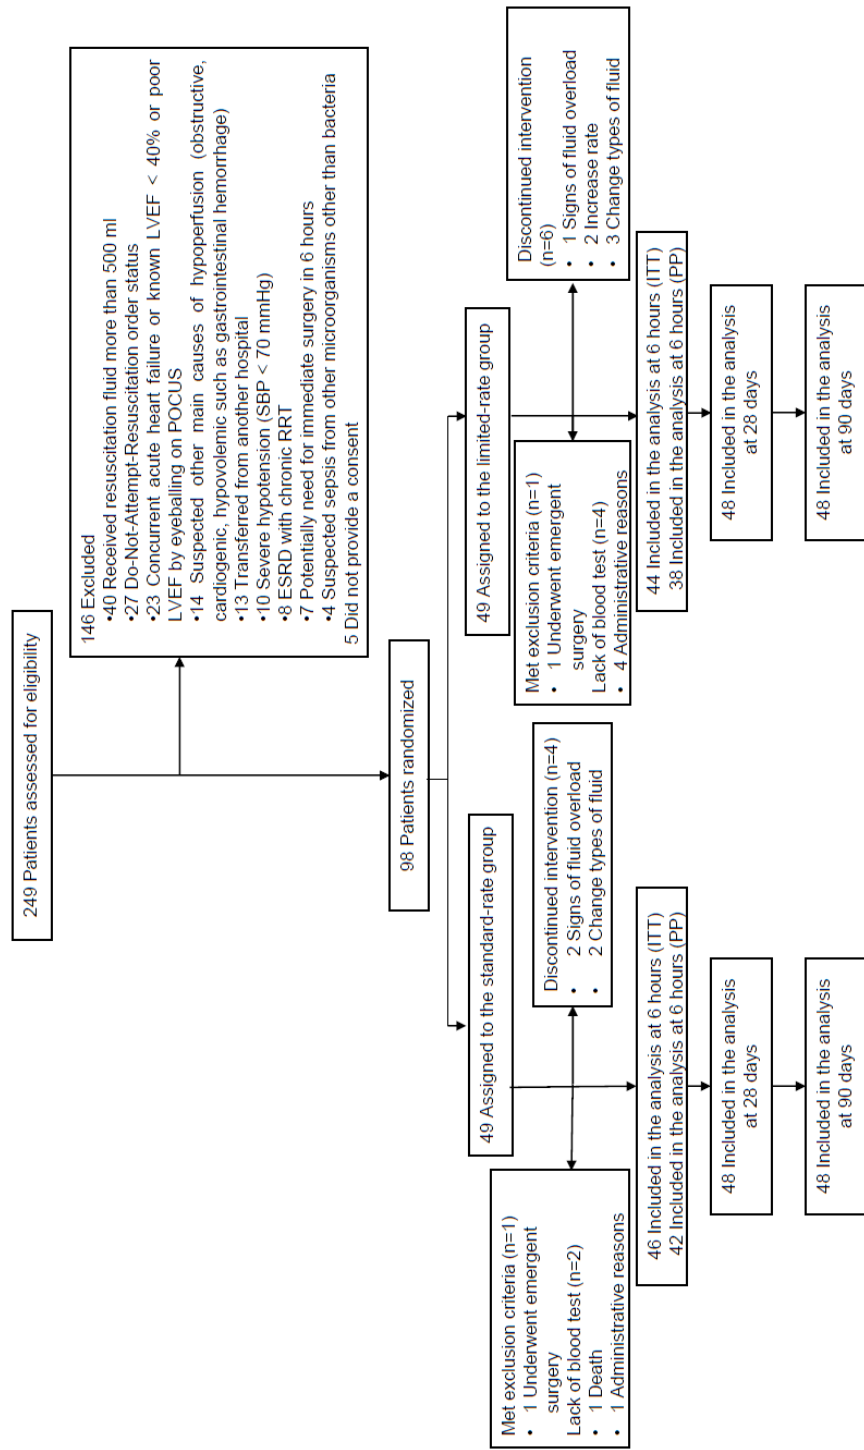 249 Patients assessed for eligibility
146 Excluded
•40 Received resuscitation fluid more than 500 ml
•27 Do-Not-Attempt-Resuscitation order status
•23 Concurrent acute heart failure or known LVEF < 40% or poor
LVEF by eyeballing on POCUS
•14 Suspected other main causes of hypoperfusion (obstructive,
cardiogenic, hypovolemic such as gastrointestinal hemorrhage)
•13 Transferred from another hospital
•10 Severe hypotension (SBP < 70 mmHg)
•8 ESRD with chronic RRT
•7 Potentially need for immediate surgery in 6 hours
•4 Suspected sepsis from other microorganisms other than bacteria
5 Did not provide a consent
98 Patients randomized
49 Assigned to the standard-rate group
Met exclusion criteria (n=1)
• 1 Underwent emergent
surgery
Lack of blood test (n=2)
• 1 Death
• 1 Administrative reasons
Discontinued intervention (n=4)
• 2 Signs of fluid overload
• 2 Change types of fluid
46 Included in the analysis at 6 hours (ITT)
42 Included in the analysis at 6 hours (PP)
48 Included in the analysis
at 28 days
48 Included in the analysis
at 90 days
49 Assigned to the limited-rate group
Met exclusion criteria (n=1)
• 1 Underwent emergent
surgery
Lack of blood test (n=4)
• 4 Administrative reasons
Discontinued intervention
(n=6)
• 1 Signs of fluid overload
• 2 Increase rate
• 3 Change types of fluid
44 Included in the analysis at 6 hours (ITT)
38 Included in the analysis at 6 hours (PP)
48 Included in the analysis
at 28 days
48 Included in the analysis
at 90 days